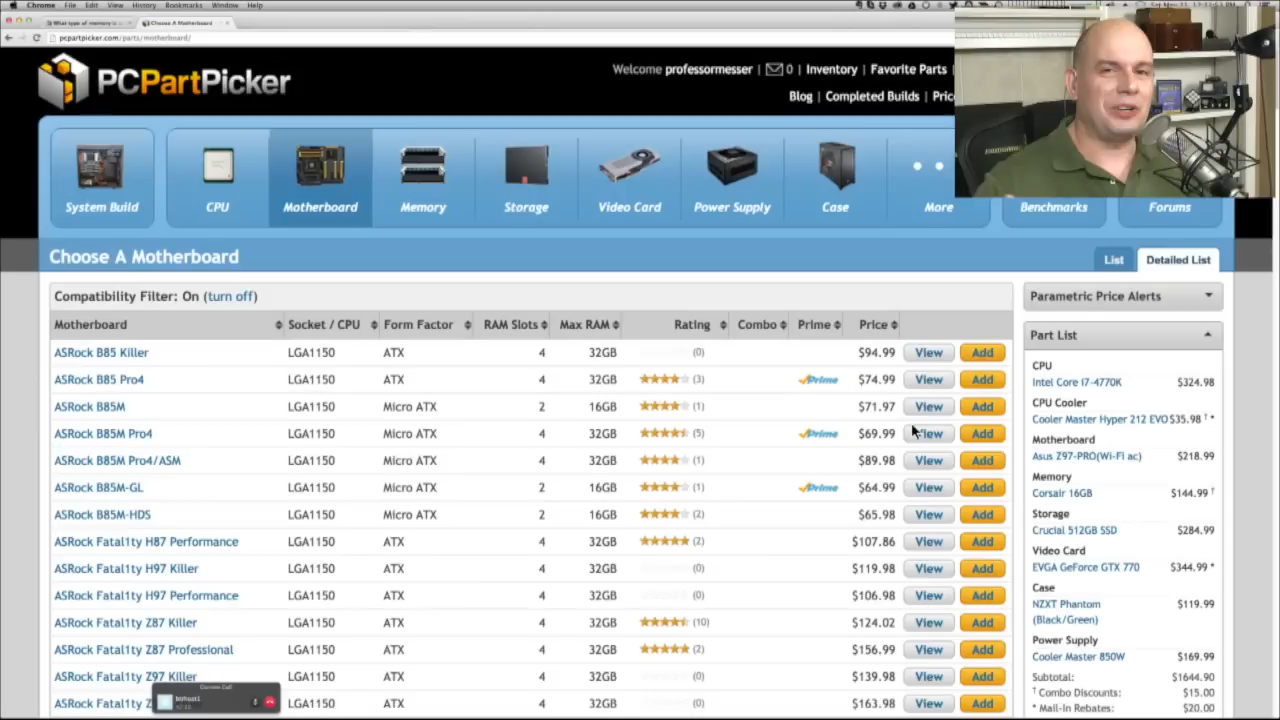 Chrome File Edit View History Bookmarks Window Help
What type of memory is
Choose A Motherboard
pcpartpicker.com/parts/motherboard/
PCPARTPICKER
Welcome professormesser | 0 | Inventory | Favorite Parts
Blog | Completed Builds |
System Build CPU Motherboard Memory Storage Video Card Power Supply Case More Benchmarks Forums
Choose A Motherboard List Detailed List
Compatibility Filter: On (turn off)
Motherboard Socket / CPU Form Factor RAM Slots Max RAM Rating Combo Prime Price
ASRock B85 Killer LGA1150 ATX 4 32GB (0) $94.99 View Add
ASRock B85 Pro4 LGA1150 ATX 4 32GB (3) Prime $74.99 View Add
ASRock B85M LGA1150 Micro ATX 2 16GB (1) $71.97 View Add
ASRock B85M Pro4 LGA1150 Micro ATX 4 32GB (5) Prime $69.99 View Add
ASRock B85M Pro4/ASM LGA1150 Micro ATX 4 32GB (1) $89.98 View Add
ASRock B85M-GL LGA1150 Micro ATX 2 16GB (1) Prime $64.99 View Add
ASRock B85M-HDS LGA1150 Micro ATX 2 16GB (2) $65.98 View Add
ASRock Fatal1ty H87 Performance LGA1150 ATX 4 32GB (2) $107.86 View Add
ASRock Fatal1ty H97 Killer LGA1150 ATX 4 32GB (0) $119.98 View Add
ASRock Fatal1ty H97 Performance LGA1150 ATX 4 32GB (0) $106.98 View Add
ASRock Fatal1ty Z87 Killer LGA1150 ATX 4 32GB (10) $124.02 View Add
ASRock Fatal1ty Z87 Professional LGA1150 ATX 4 32GB (2) $156.99 View Add
ASRock Fatal1ty Z97 Killer LGA1150 ATX 4 32GB (0) $139.98 View Add
ASRock Fatal1ty LGA1150 ATX 4 32GB (0) $163.98 View Add
Parametric Price Alerts
Part List
CPU
Intel Core I7-4770K $324.98
CPU Cooler
Cooler Master Hyper 212 EVO $35.98 † *
Motherboard
Asus Z97-PRO(Wi-Fi ac) $218.99
Memory
Corsair 16GB $144.99 †
Storage
Crucial 512GB SSD $284.99
Video Card
EVGA GeForce GTX 770 $344.99 *
Case
NZXT Phantom $119.99
(Black/Green)
Power Supply
Cooler Master 850W $169.99
Subtotal: $1644.90
† Combo Discounts: $15.00
* Mail-In Rebates: $20.00